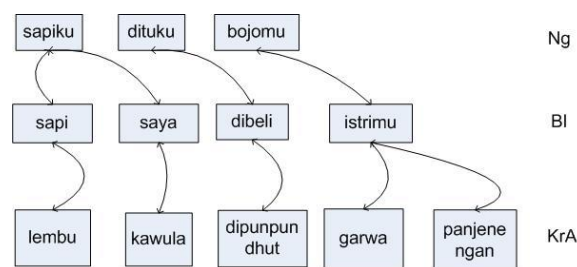 sapiku dituku bojomu Ng
sapi saya dibeli istrimu BI
lembu kawula dipunpun
dhut garwa panjene
ngan KrA